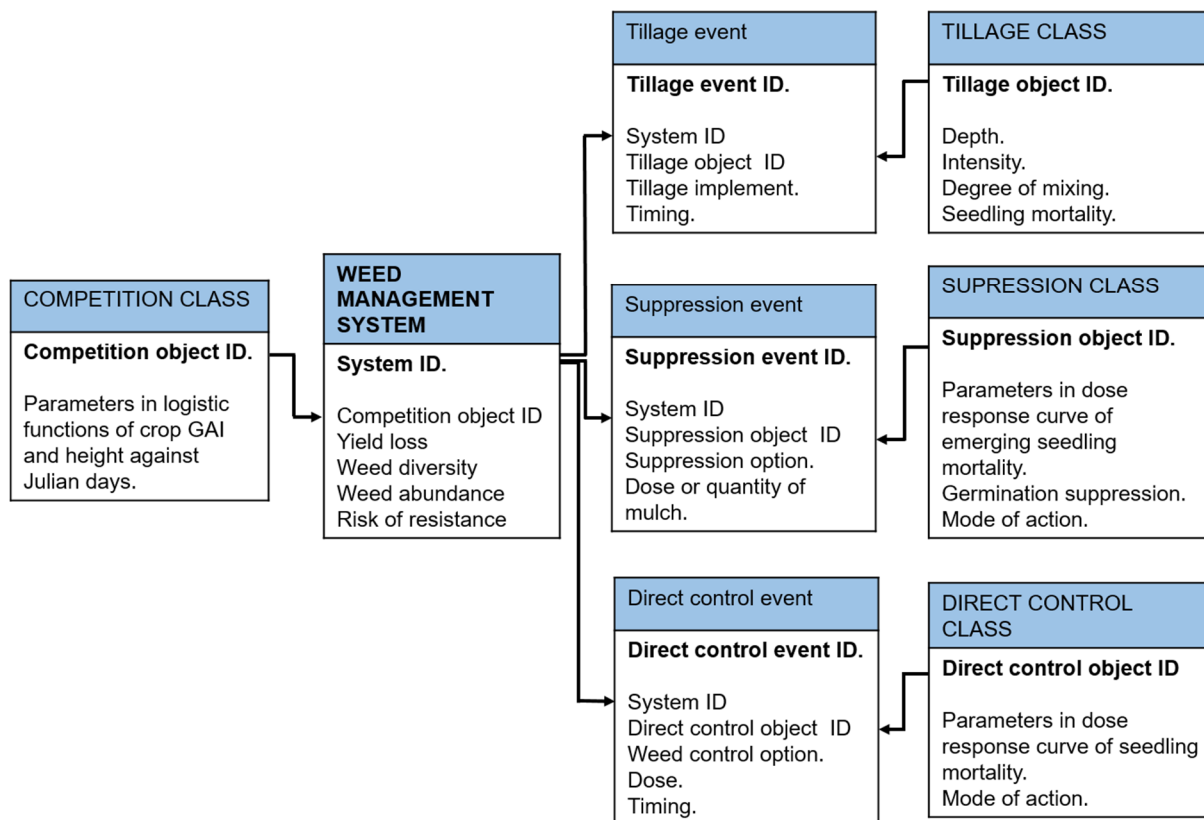 COMPETITION CLASS
Competition object ID.
Parameters in logistic
functions of crop GAI
and height against
Julian days.
WEED
MANAGEMENT
SYSTEM
System ID.
Competition object ID
Yield loss
Weed diversity
Weed abundance
Risk of resistance
Tillage event
Tillage event ID.
System ID
Tillage object  ID
Tillage implement.
Timing.
TILLAGE CLASS
Tillage object ID.
Depth.
Intensity.
Degree of mixing.
Seedling mortality.
Suppression event
Suppression event ID.
System ID
Suppression object  ID
Suppression option.
Dose or quantity of
mulch.
SUPRESSION CLASS
Suppression object ID.
Parameters in dose
response curve of
emerging seedling
mortality.
Germination suppression.
Mode of action.
Direct control event
Direct control event ID.
System ID
Direct control object  ID
Weed control option.
Dose.
Timing.
DIRECT CONTROL
CLASS
Direct control object ID
Parameters in dose
response curve of seedling
mortality.
Mode of action.